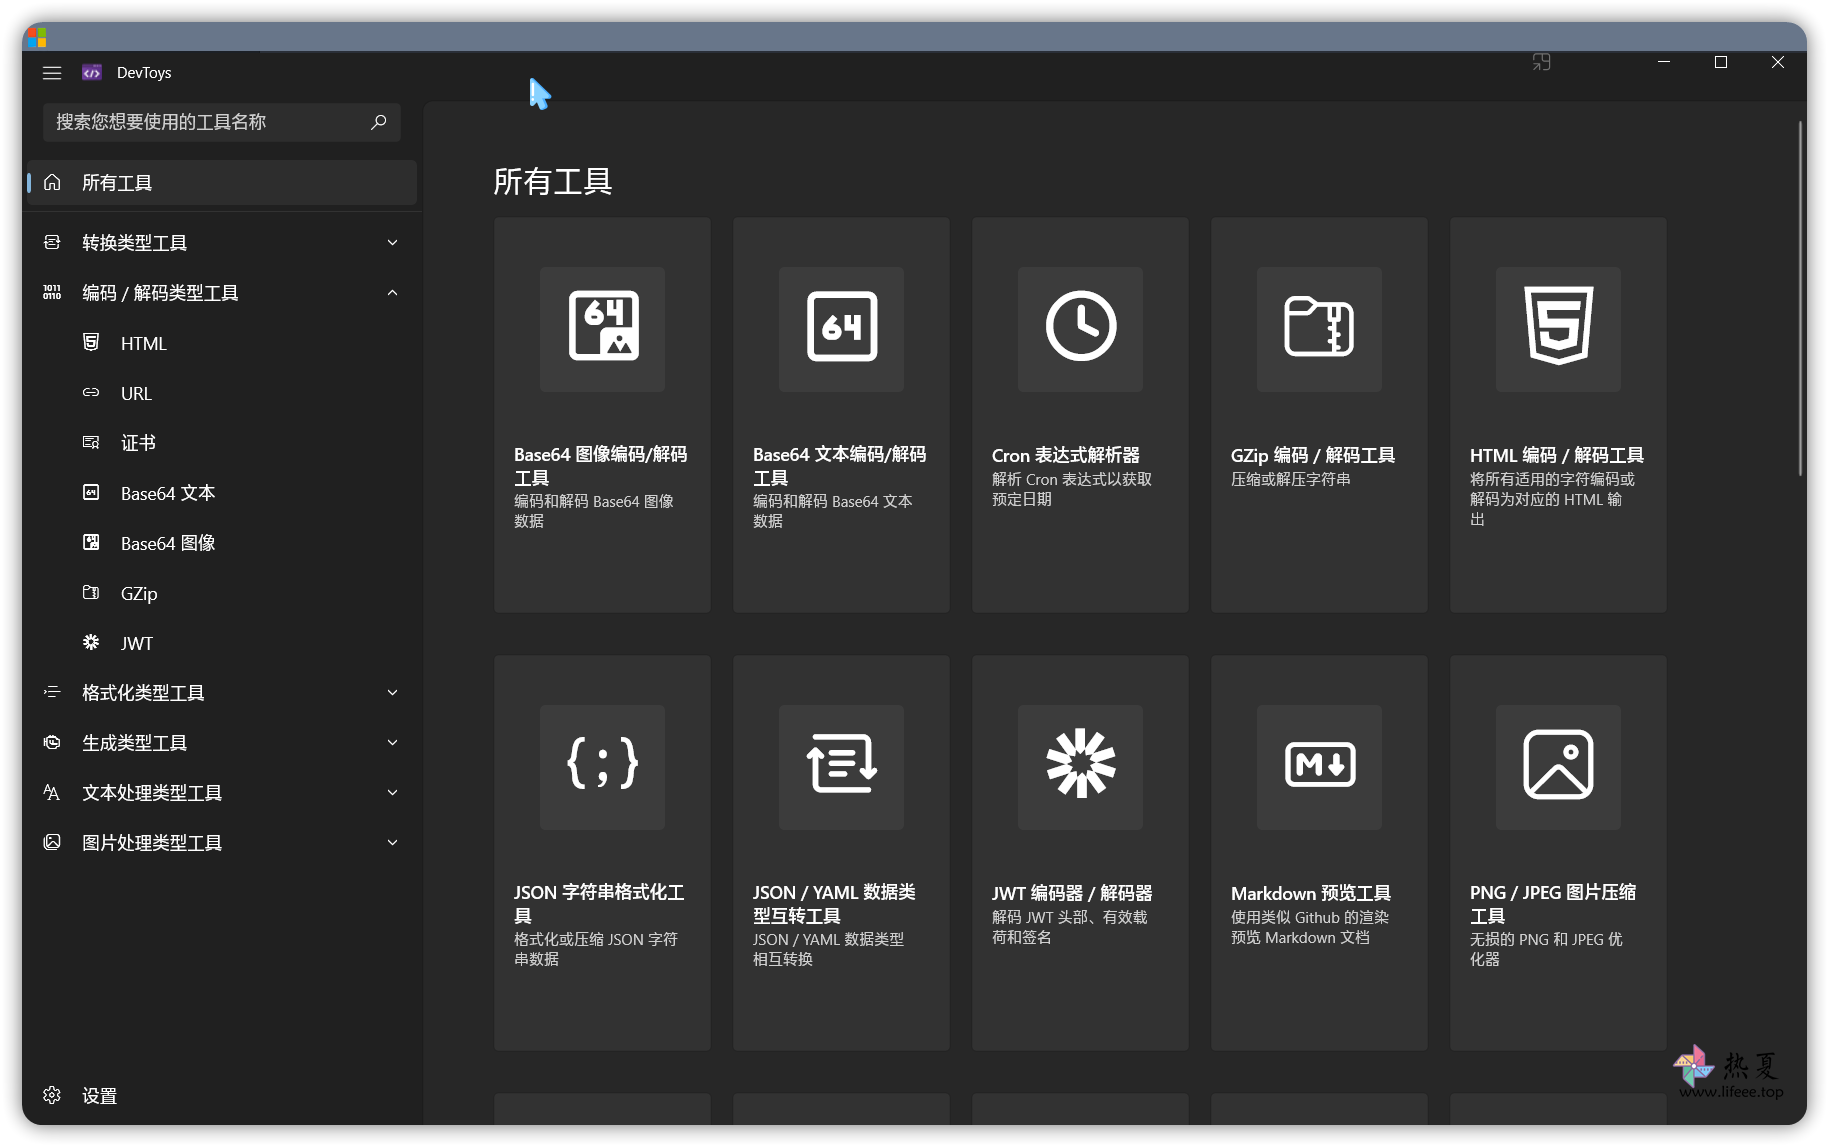 DevToys
搜索您想要使用的工具名称
所有工具
转换类型工具
编码 / 解码类型工具
HTML
URL
证书
Base64 文本
Base64 图像
GZip
JWT
格式化类型工具
生成类型工具
文本处理类型工具
图片处理类型工具
设置
所有工具
Base64 图像编码/解码
工具
编码和解码 Base64 图像
数据
Base64 文本编码/解码
工具
编码和解码 Base64 文本
数据
Cron 表达式解析器
解析 Cron 表达式以获取
预定日期
GZip 编码 / 解码工具
压缩或解压字符串
HTML 编码 / 解码工具
将所有适用的字符编码或
解码为对应的 HTML 输
出
JSON 字符串格式化工
具
格式化或压缩 JSON 字符
串数据
JSON / YAML 数据类
型互转工具
JSON / YAML 数据类型
相互转换
JWT 编码器 / 解码器
解码 JWT 头部、有效载
荷和签名
Markdown 预览工具
使用类似 Github 的渲染
预览 Markdown 文档
PNG / JPEG 图片压缩
工具
无损的 PNG 和 JPEG 优
化器
热夏
www.lifeee.top